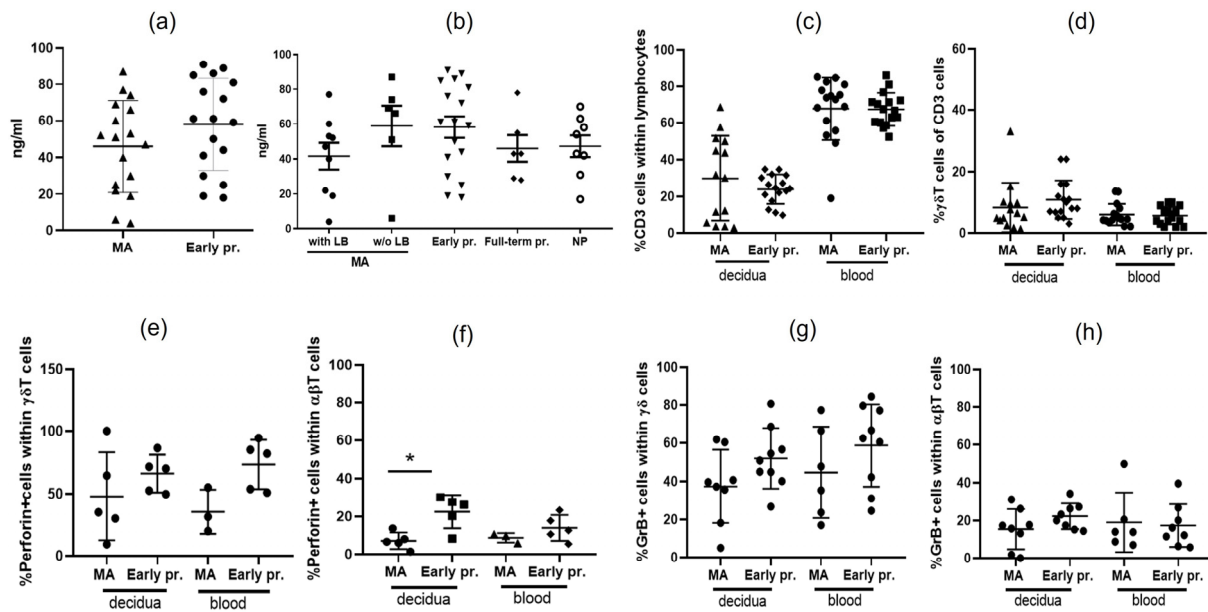 (a)
ng/ml
100
80
60
40
20
0
MA Early pr.
(b)
ng/ml
100
80
60
40
20
0
with LB w/o LB Early pr. Full-term pr. NP
MA
(c)
%CD3 cells within lymphocytes
100
80
60
40
20
0
MA Early pr. MA Early pr.
decidua blood
(d)
%γδT cells of CD3 cells
60
40
20
0
MA Early pr. MA Early pr.
decidua blood
(e)
%Perforin+cells within γδT cells
150
100
50
0
MA Early pr. MA Early pr.
decidua blood
(f)
%Perforin+ cells within αβT cells
100
80
60
40
20
0
*
MA Early pr. MA Early pr.
decidua blood
(g)
%GrB+ cells within γδ cells
100
80
60
40
20
0
MA Early pr. MA Early pr.
decidua blood
(h)
%GrB+ cells within αβT cells
100
80
60
40
20
0
MA Early pr. MA Early pr.
decidua blood